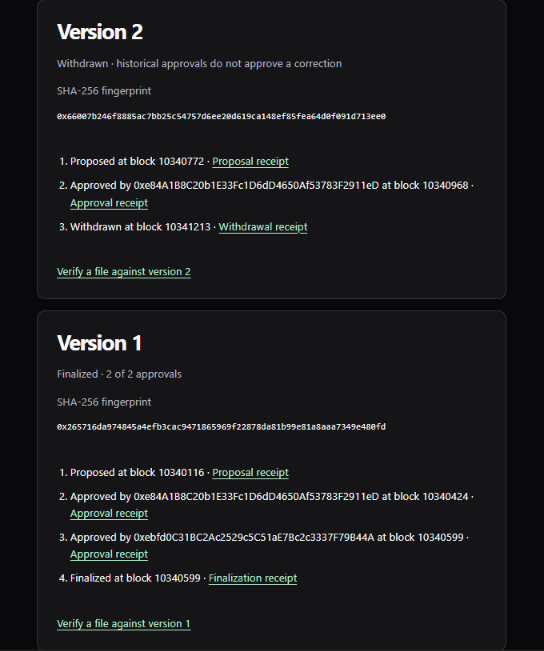 Version 2
Withdrawn · historical approvals do not approve a correction
SHA-256 fingerprint
0x66007b246f8885ac7bb25c54757d6ee20d619ca148ef85fea64d0f091d713ee0
1. Proposed at block 10340772 · Proposal receipt
2. Approved by 0xe84A1B8C20b1E33Fc1D6dD4650Af53783F2911eD at block 10340968 ·
Approval receipt
3. Withdrawn at block 10341213 · Withdrawal receipt
Verify a file against version 2
Version 1
Finalized · 2 of 2 approvals
SHA-256 fingerprint
0x265716da974845a4efb3cac9471865969f22878da81b99e81a8aaa7349e480fd
1. Proposed at block 10340116 · Proposal receipt
2. Approved by 0xe84A1B8C20b1E33Fc1D6dD4650Af53783F2911eD at block 10340424 ·
Approval receipt
3. Approved by 0xebfd0C31BC2Ac2529c5C51aE7Bc2c3337F79B44A at block 10340599 ·
Approval receipt
4. Finalized at block 10340599 · Finalization receipt
Verify a file against version 1